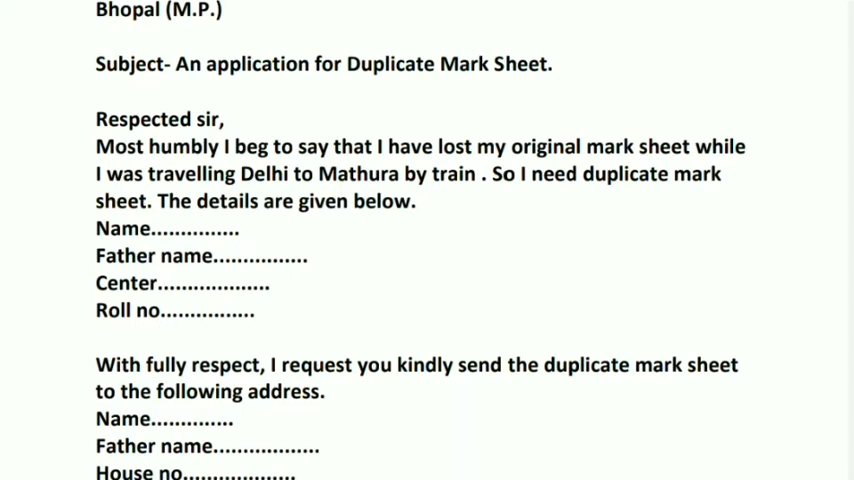 Bhopal (M.P.)
Subject- An application for Duplicate Mark Sheet.
Respected sir,
Most humbly I beg to say that I have lost my original mark sheet while
I was travelling Delhi to Mathura by train . So I need duplicate mark
sheet. The details are given below.
Name...............
Father name................
Center...................
Roll no................
With fully respect, I request you kindly send the duplicate mark sheet
to the following address.
Name..............
Father name..................
House no...................